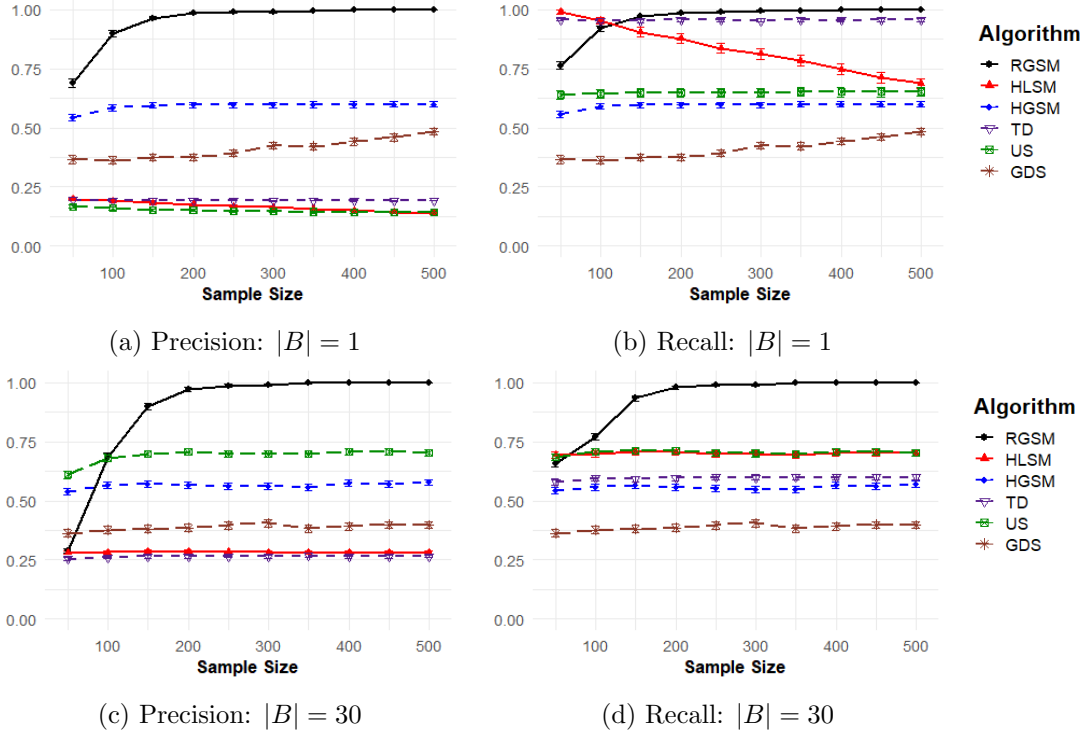 1.00
0.75
0.50
0.25
0.00
100 200 300 400 500
Sample Size
(a) Precision: |B| = 1
1.00
0.75
0.50
0.25
0.00
100 200 300 400 500
Sample Size
(b) Recall: |B| = 1
Algorithm
RGSM
HLSM
HGSM
TD
US
GDS
1.00
0.75
0.50
0.25
0.00
100 200 300 400 500
Sample Size
(c) Precision: |B| = 30
1.00
0.75
0.50
0.25
0.00
100 200 300 400 500
Sample Size
(d) Recall: |B| = 30
Algorithm
RGSM
HLSM
HGSM
TD
US
GDS